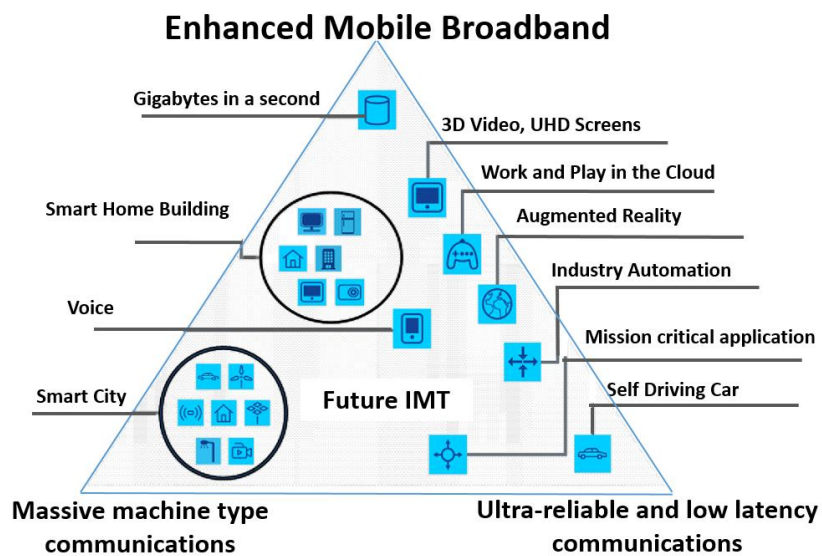 Enhanced Mobile Broadband
Gigabytes in a second
3D Video, UHD Screens
Work and Play in the Cloud
Smart Home Building
Augmented Reality
Industry Automation
Voice
Mission critical application
Smart City
Future IMT
Self Driving Car
Massive machine type
communications
Ultra-reliable and low latency
communications